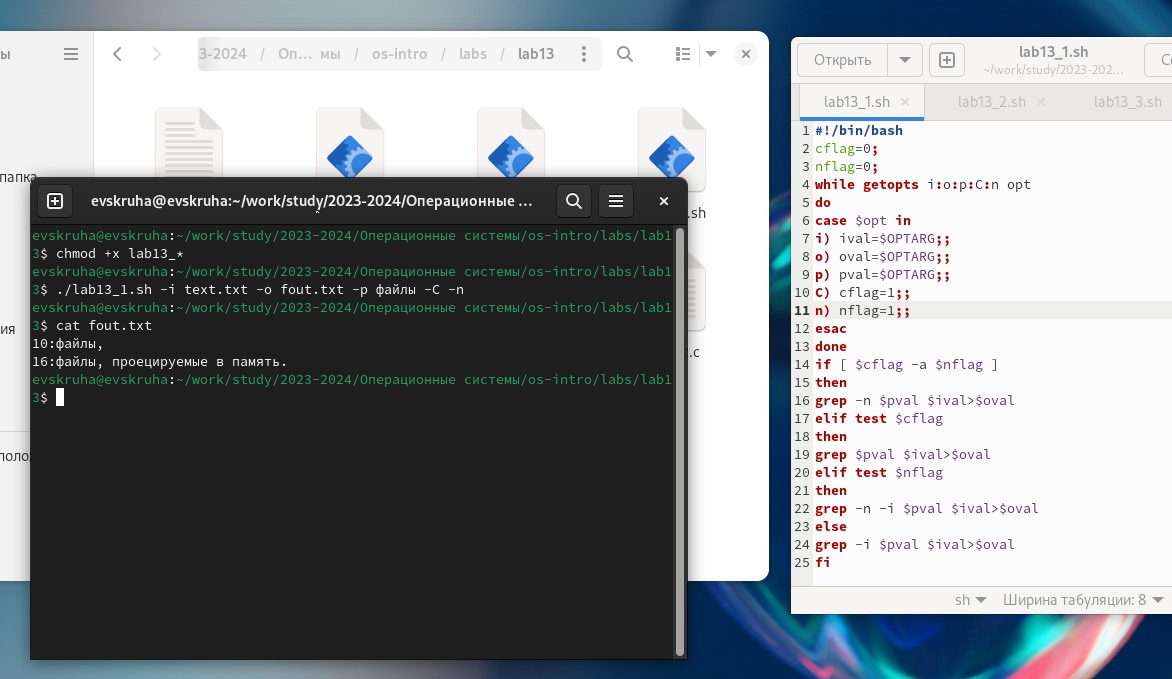 ы
3-2024 / Оп... мы / os-intro / labs / lab13
папка
.sh
ия
.c
evskruha@evskruha:~/work/study/2023-2024/Операционные ...
evskruha@evskruha:~/work/study/2023-2024/Операционные системы/os-intro/labs/lab1
3$ chmod +x lab13_*
evskruha@evskruha:~/work/study/2023-2024/Операционные системы/os-intro/labs/lab1
3$ ./lab13_1.sh -i text.txt -o fout.txt -p файлы -C -n
evskruha@evskruha:~/work/study/2023-2024/Операционные системы/os-intro/labs/lab1
3$ cat fout.txt
10:файлы,
16:файлы, проецируемые в память.
evskruha@evskruha:~/work/study/2023-2024/Операционные системы/os-intro/labs/lab1
3$
Открыть
lab13_1.sh
~/work/study/2023-202...
lab13_1.sh
lab13_2.sh
lab13_3.sh
1 #!/bin/bash
2 cflag=0;
3 nflag=0;
4 while getopts i:o:p:C:n opt
5 do
6 case $opt in
7 i) ival=$OPTARG;;
8 o) oval=$OPTARG;;
9 p) pval=$OPTARG;;
10 C) cflag=1;;
11 n) nflag=1;;
12 esac
13 done
14 if [ $cflag -a $nflag ]
15 then
16 grep -n $pval $ival>$oval
17 elif test $cflag
18 then
19 grep $pval $ival>$oval
20 elif test $nflag
21 then
22 grep -n -i $pval $ival>$oval
23 else
24 grep -i $pval $ival>$oval
25 fi
sh
Ширина табуляции: 8